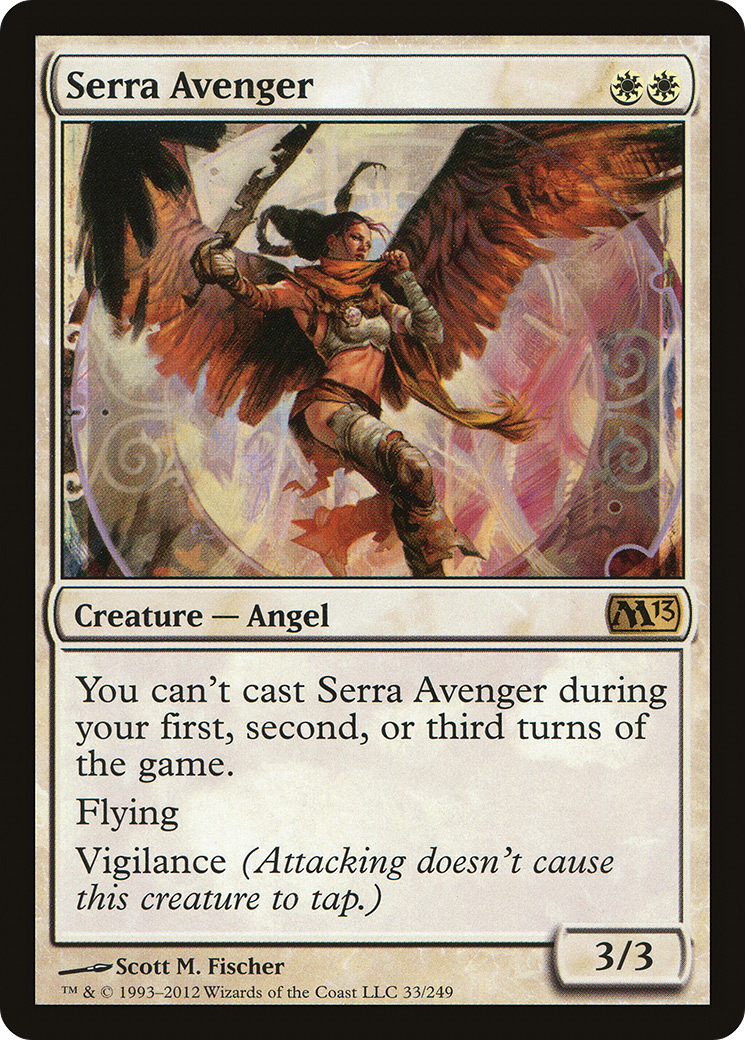 Serra Avenger
Creature — Angel
M13
You can't cast Serra Avenger during
your first, second, or third turns of
the game.
Flying
Vigilance (Attacking doesn't cause
this creature to tap.)
3/3
Scott M. Fischer
™ & © 1993–2012 Wizards of the Coast LLC 33/249